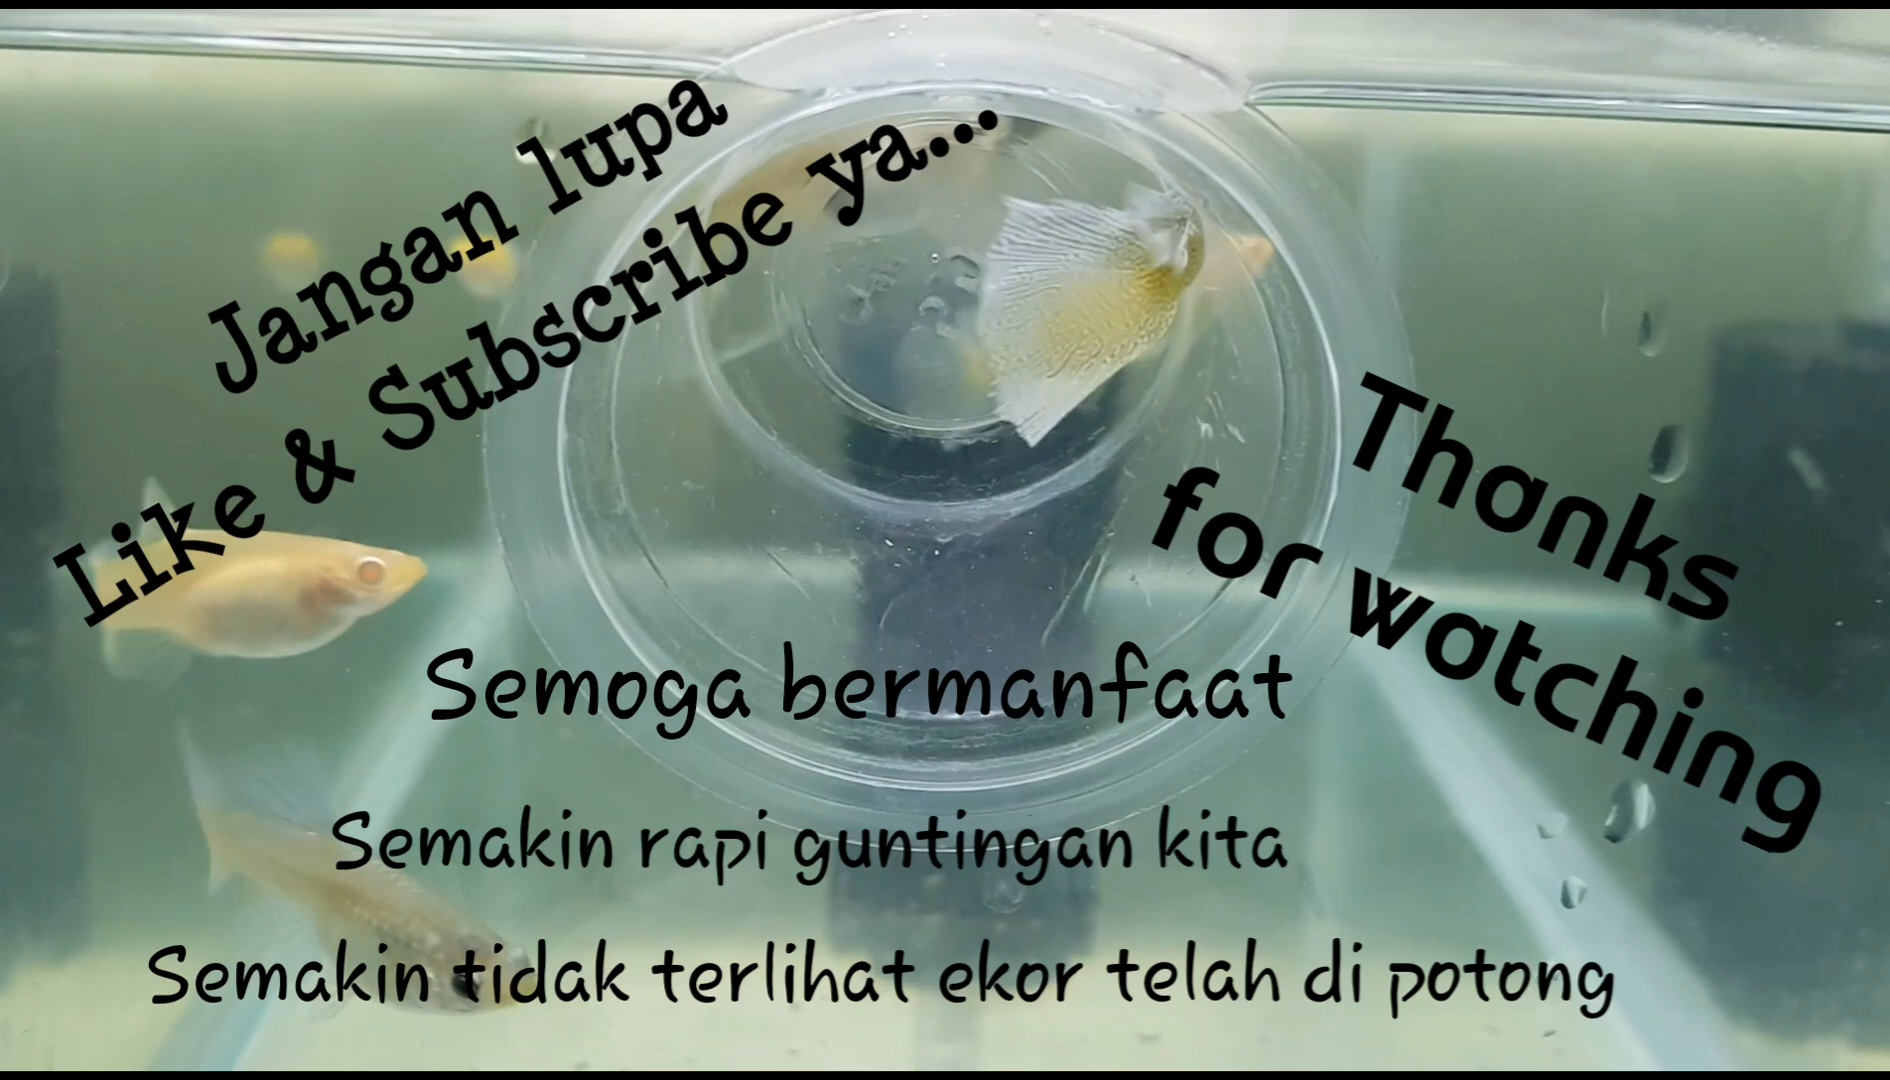 Jangan lupa
Like & Subscribe ya...
Thanks
for watching
Semoga bermanfaat
Semakin rapi guntingan kita
Semakin tidak terlihat ekor telah di potong